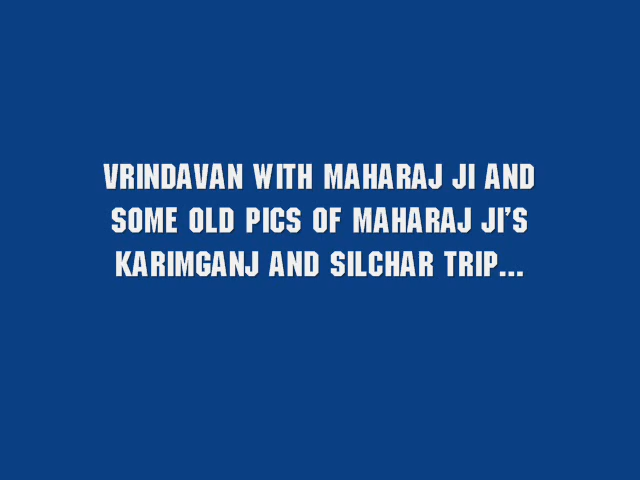 VRINDAVAN WITH MAHARAJ JI AND
SOME OLD PICS OF MAHARAJ JI'S
KARIMGANJ AND SILCHAR TRIP...